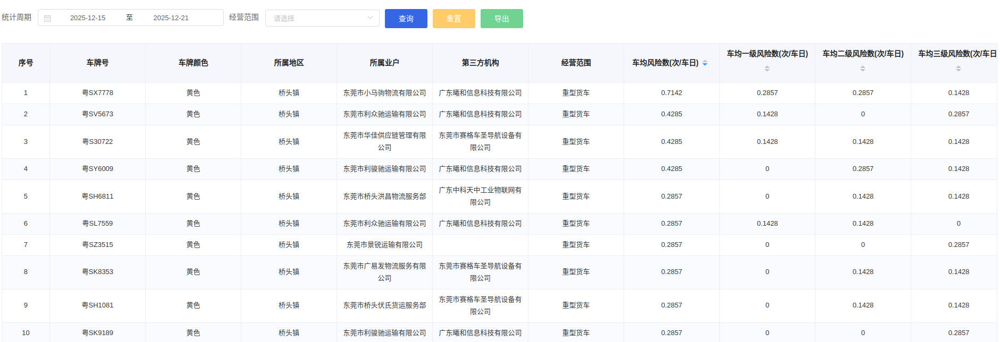 统计周期 2025-12-15 至 2025-12-21 经营范围 请选择 查询 重置 导出
序号 车牌号 车牌颜色 所属地区 所属业户 第三方机构 经营范围 车均风险数(次/车日) 车均一级风险数(次/车日) 车均二级风险数(次/车日) 车均三级风险数(次/车日
1 粤SX7778 黄色 桥头镇 东莞市小马驹物流有限公司 广东曦和信息科技有限公司 重型货车 0.7142 0.2857 0.2857 0.1428
2 粤SV5673 黄色 桥头镇 东莞市利众驰运输有限公司 广东曦和信息科技有限公司 重型货车 0.4285 0.1428 0 0.2857
3 粤S30722 黄色 桥头镇 东莞市华佳供应链管理有限公司 东莞市赛格车圣导航设备有限公司 重型货车 0.4285 0.1428 0.1428 0.1428
4 粤SY6009 黄色 桥头镇 东莞市利骏驰运输有限公司 广东曦和信息科技有限公司 重型货车 0.4285 0 0.2857 0.1428
5 粤SH6811 黄色 桥头镇 东莞市桥头洪昌物流服务部 广东中科天中工业物联网有限公司 重型货车 0.2857 0 0.1428 0.1428
6 粤SL7559 黄色 桥头镇 东莞市利众驰运输有限公司 广东曦和信息科技有限公司 重型货车 0.2857 0.1428 0.1428 0
7 粤SZ3515 黄色 桥头镇 东莞市景锐运输有限公司 重型货车 0.2857 0 0 0.2857
8 粤SK8353 黄色 桥头镇 东莞市广易发物流服务有限公司 东莞市赛格车圣导航设备有限公司 重型货车 0.2857 0 0.1428 0.1428
9 粤SH1081 黄色 桥头镇 东莞市桥头伏氏货运服务部 东莞市赛格车圣导航设备有限公司 重型货车 0.2857 0 0.1428 0.1428
10 粤SK9189 黄色 桥头镇 东莞市利骏驰运输有限公司 广东曦和信息科技有限公司 重型货车 0.2857 0 0 0.2857